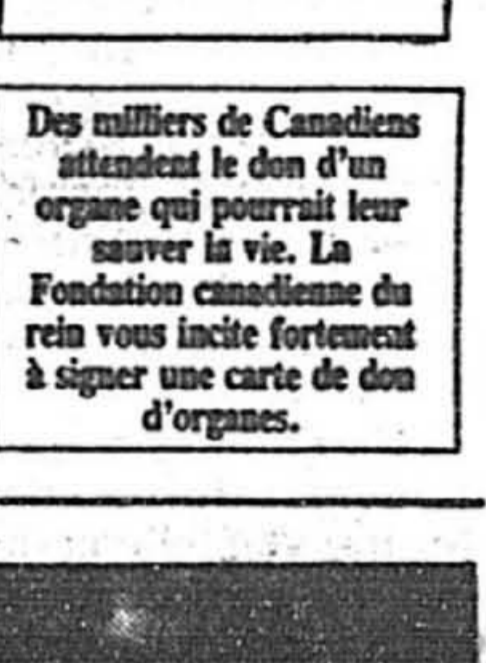 Des milliers de Canadiens
attendent le don d'un
organe qui pourrait leur
sauver la vie. La
Fondation canadienne du
rein vous incite fortement
à signer une carte de don
d'organes.